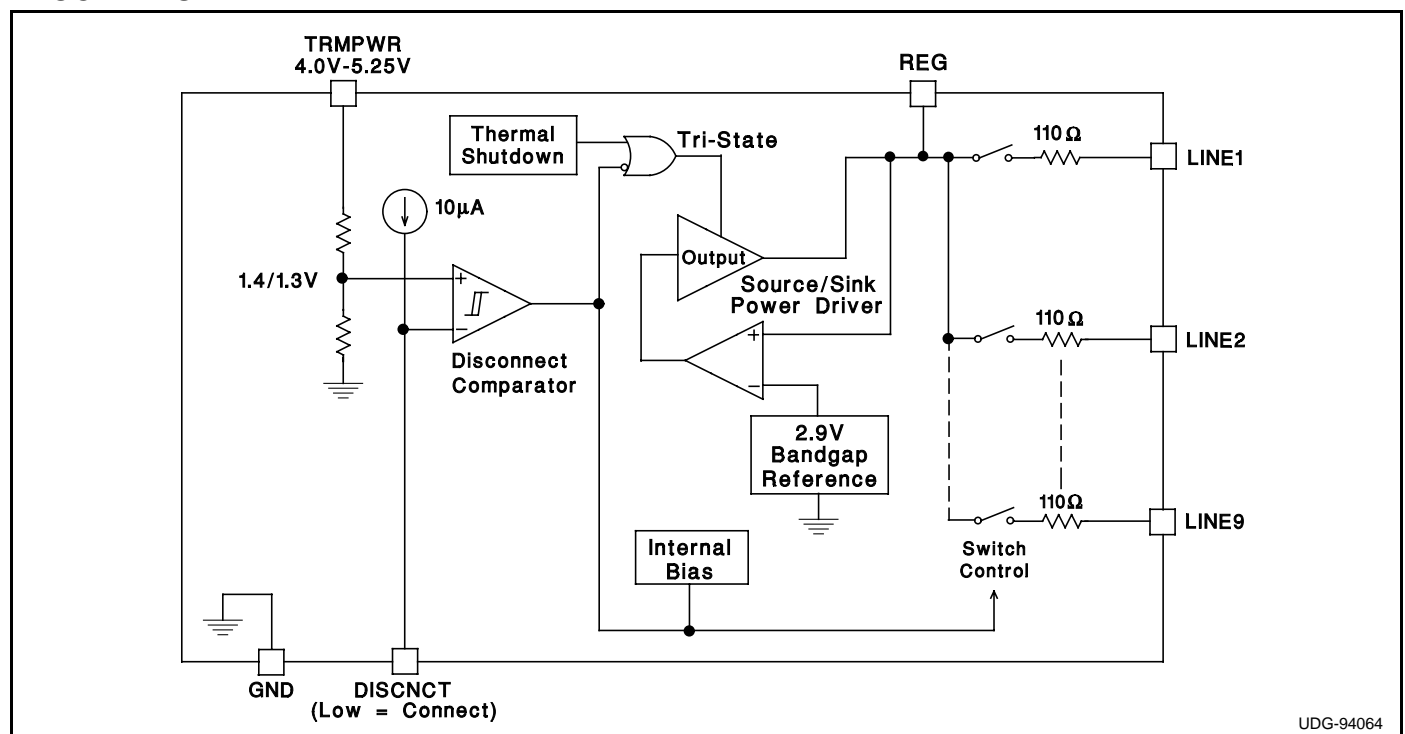 TRMPWR
4.0V-5.25V
REG
Thermal
Shutdown
Tri-State
110Ω
LINE1
10µA
Output
1.4/1.3V
+
−
Source/Sink
Power Driver
110Ω
LINE2
+
−
Disconnect
Comparator
2.9V
Bandgap
Reference
110Ω
LINE9
Internal
Bias
Switch
Control
GND
DISCNCT
(Low = Connect)
UDG-94064